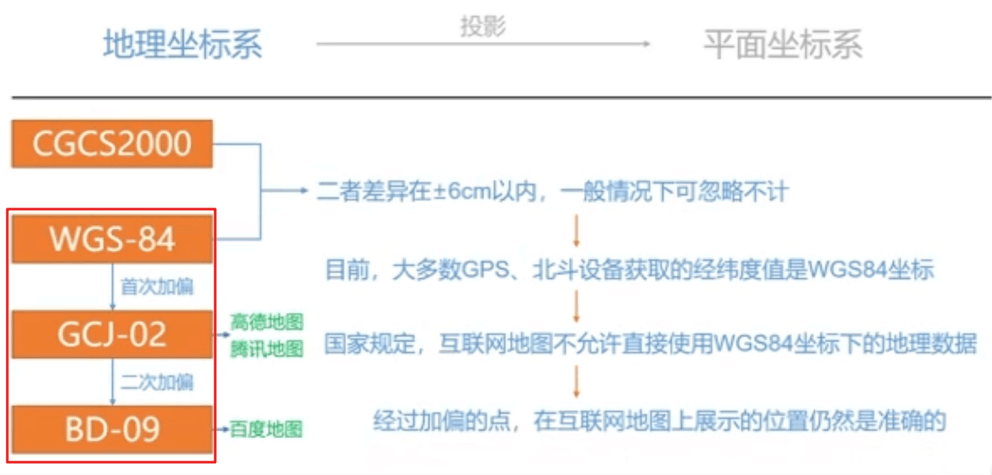 地理坐标系
投影
平面坐标系
CGCS2000
二者差异在±6cm以内，一般情况下可忽略不计
WGS-84
目前，大多数GPS、北斗设备获取的经纬度值是WGS84坐标
首次加偏
GCJ-02
高德地图
腾讯地图
国家规定，互联网地图不允许直接使用WGS84坐标下的地理数据
二次加偏
BD-09
百度地图
经过加偏的点，在互联网地图上展示的位置仍然是准确的